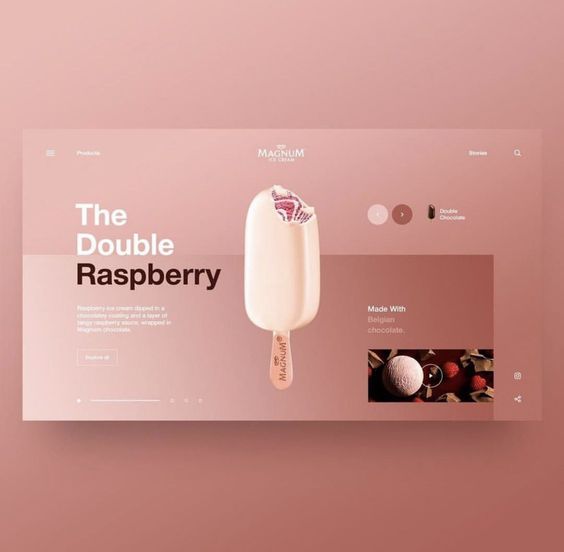 Products
MAGNUM
ICE CREAM
Stories
The
Double
Raspberry
Double
Chocolate
Raspberry ice cream dipped in a
chocolatey coating and a layer of
tangy raspberry sauce, wrapped in
Magnum chocolate.
Explore all
Made With
Belgian
chocolate.
MAGNUM